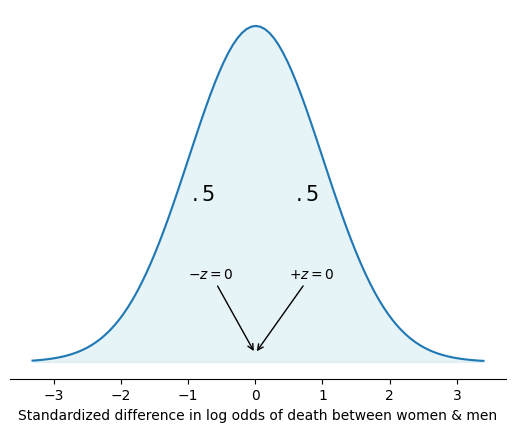 .5 .5
−z = 0 +z = 0
−3 −2 −1 0 1 2 3
Standardized difference in log odds of death between women & men